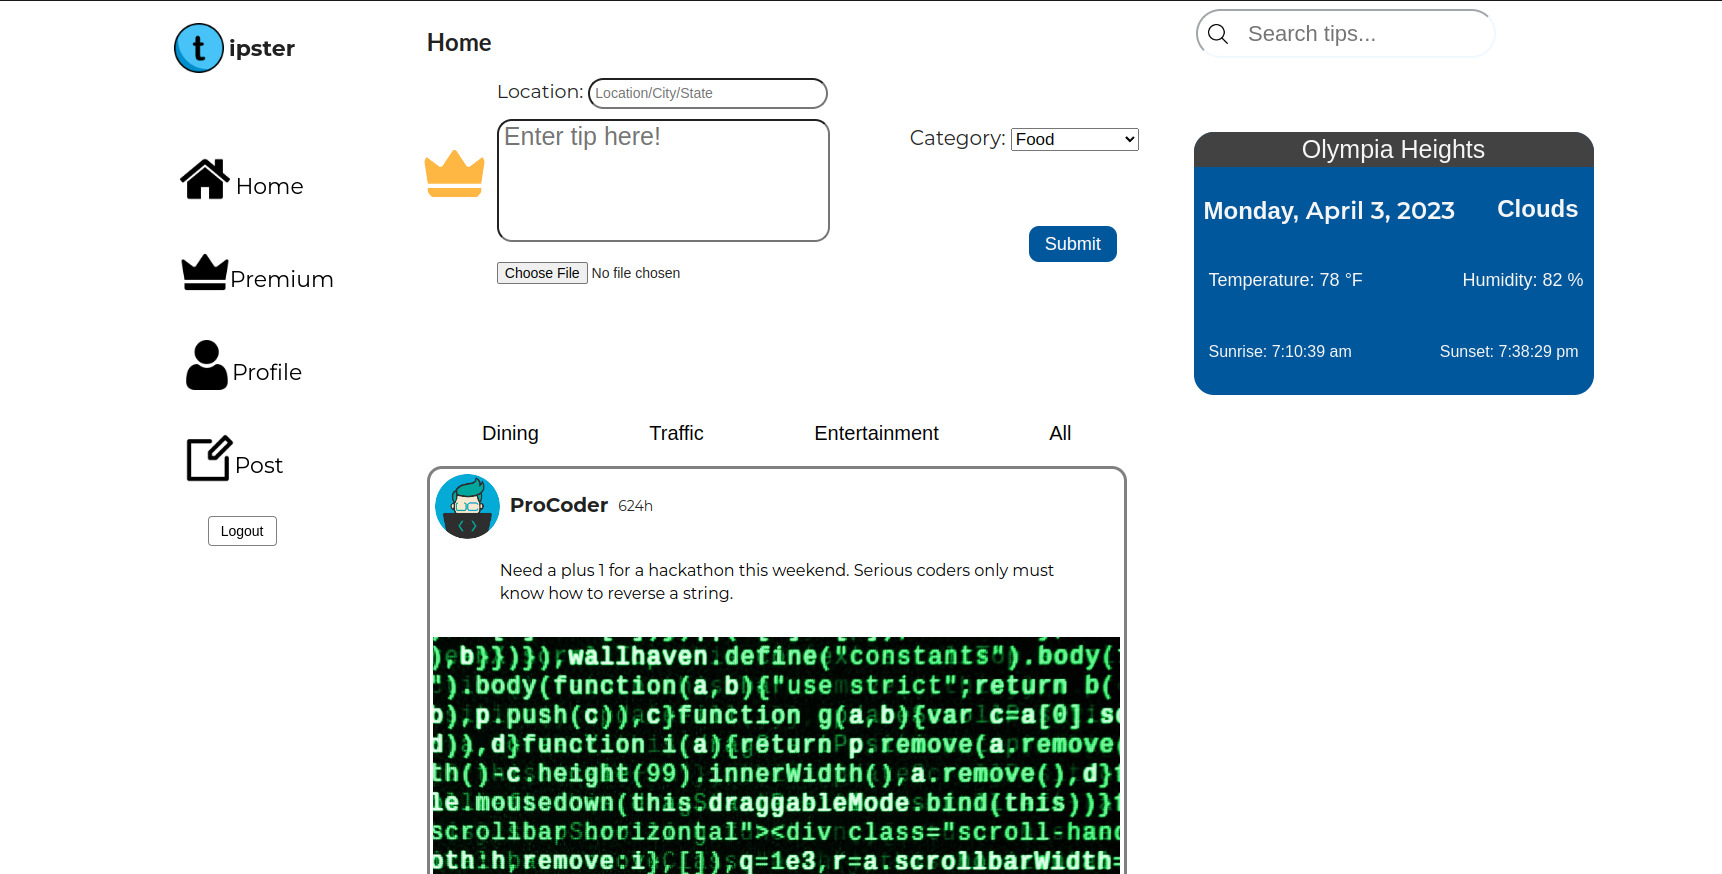 t ipster
Home
Search tips...
Location: Location/City/State
Enter tip here!
Category: Food
Submit
Choose File No file chosen
Home
Premium
Profile
Post
Logout
Olympia Heights
Monday, April 3, 2023 Clouds
Temperature: 78 °F Humidity: 82 %
Sunrise: 7:10:39 am Sunset: 7:38:29 pm
Dining Traffic Entertainment All
ProCoder 624h
Need a plus 1 for a hackathon this weekend. Serious coders only must
know how to reverse a string.
),b}})});wallhaven.define("constants").body(
").body(function(a,b){"use strict";return b(
b),p.push(c)),c}function g(a,b){var c=a[0].sc
d)),d}function i(a){return p.remove(a.remove
th()-c.height(99).innerWidth(),a.remove(),d}
le.mousedown(this.draggableMode.bind(this))}
scrollbarShorizontal"><div class="scroll-hand
oth:h,remove:i},[]),q=1e3,r=a.scrollbarWidth=